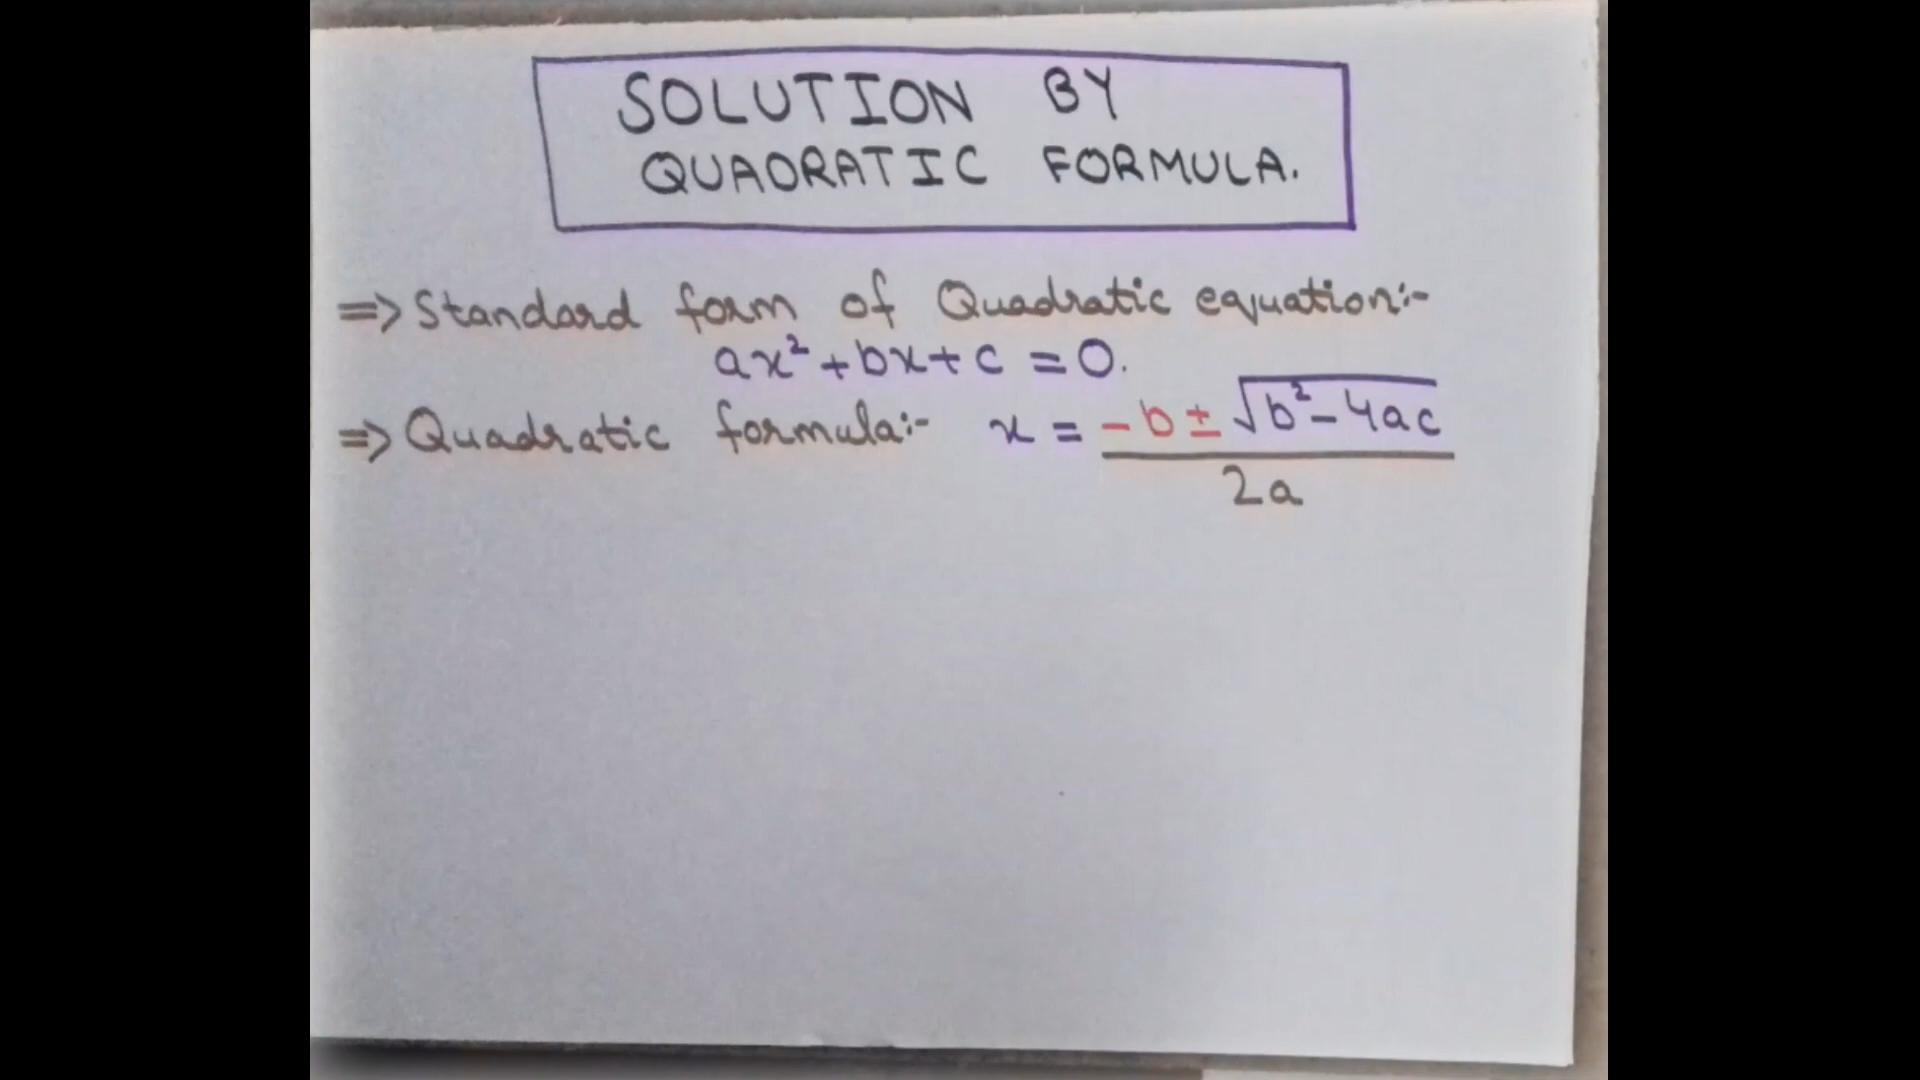 SOLUTION BY
QUADRATIC FORMULA.
=> Standard form of Quadratic equation:-
ax² + bx + c = 0.
=> Quadratic formula:- x = -b ± √b² - 4ac
2a